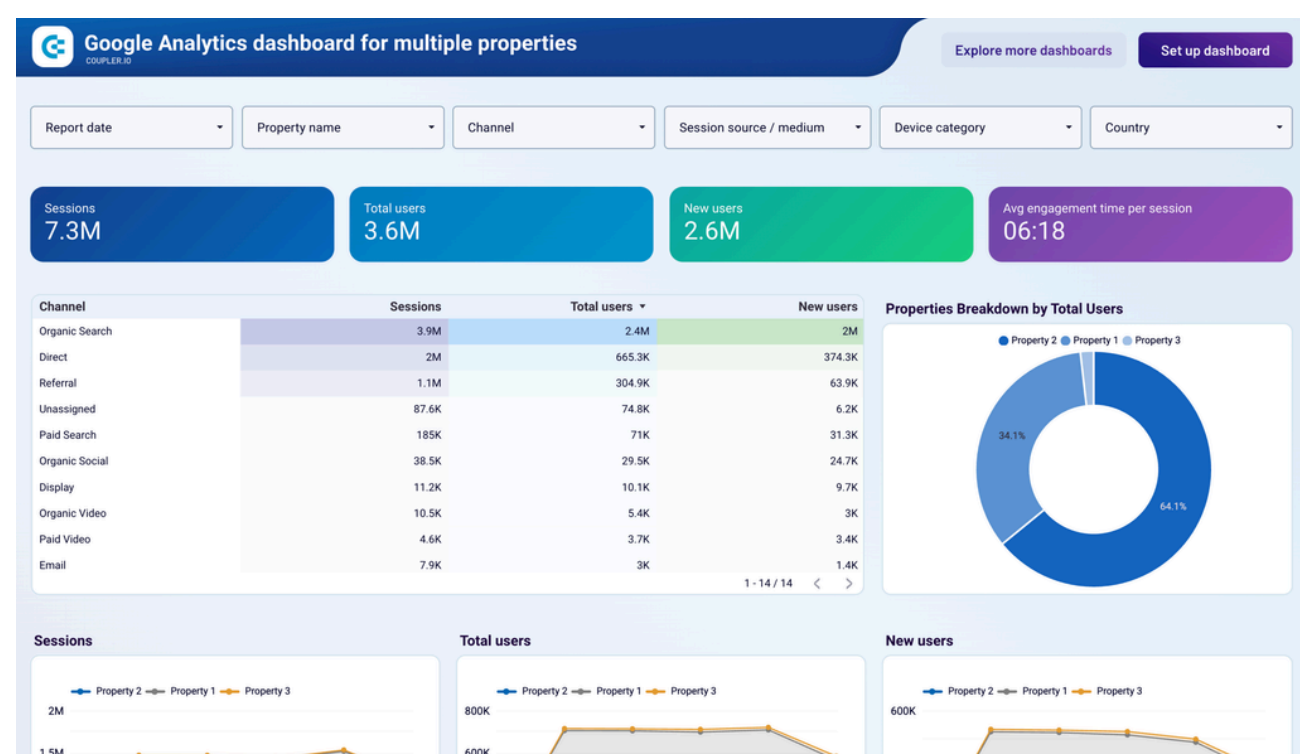 Google Analytics dashboard for multiple properties
COUPLER.IO
Explore more dashboards
Set up dashboard
Report date
Property name
Channel
Session source / medium
Device category
Country
Sessions
7.3M
Total users
3.6M
New users
2.6M
Avg engagement time per session
06:18
Channel Sessions Total users New users
Organic Search 3.9M 2.4M 2M
Direct 2M 665.3K 374.3K
Referral 1.1M 304.9K 63.9K
Unassigned 87.6K 74.8K 6.2K
Paid Search 185K 71K 31.3K
Organic Social 38.5K 29.5K 24.7K
Display 11.2K 10.1K 9.7K
Organic Video 10.5K 5.4K 3K
Paid Video 4.6K 3.7K 3.4K
Email 7.9K 3K 1.4K
1 - 14 / 14
Properties Breakdown by Total Users
Property 2 Property 1 Property 3
34.1%
64.1%
Sessions
Property 2 Property 1 Property 3
2M
1.5M
Total users
Property 2 Property 1 Property 3
800K
600K
New users
Property 2 Property 1 Property 3
600K